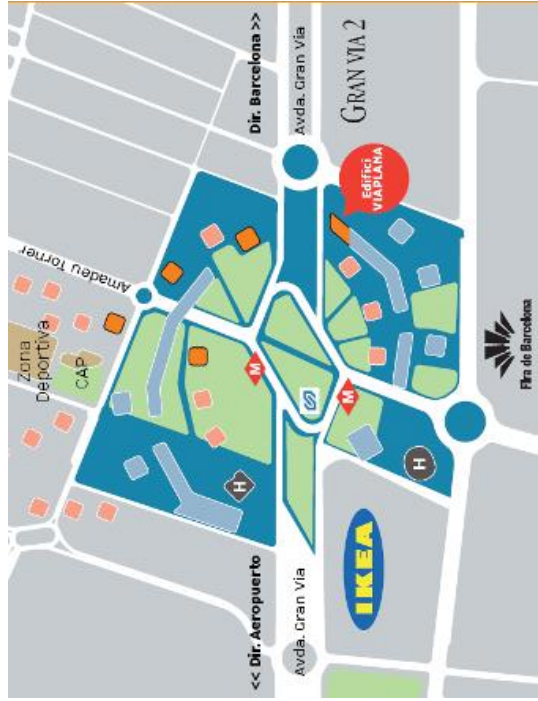 Zona
Deportiva
CAP
Amadeu Torner
Dir. Barcelona >>
Avda. Gran Via
GRAN VIA 2
Edifici
VIAPLANA
M
M
H
H
<< Dir. Aeropuerto
Avda. Gran Via
IKEA
Fira de Barcelona